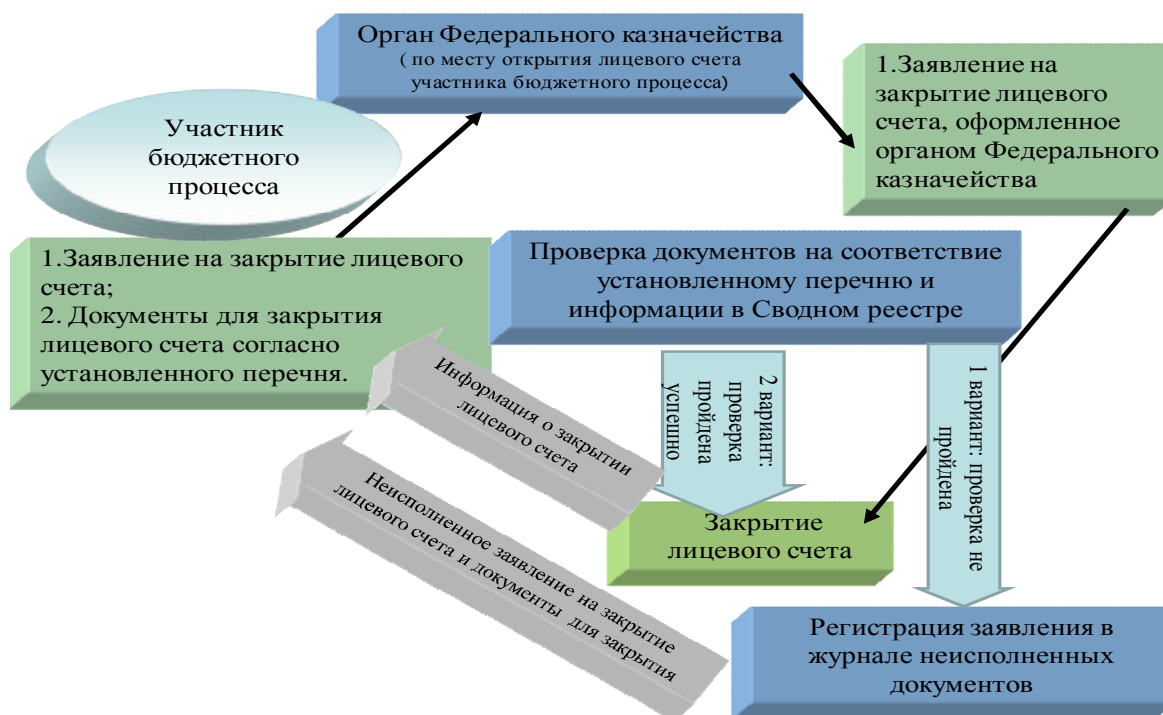 Орган Федерального казначейства
( по месту открытия лицевого счета
участника бюджетного процесса)
1.Заявление на
закрытие лицевого
счета, оформленное
органом Федерального
казначейства
Участник
бюджетного
процесса
1.Заявление на закрытие лицевого
счета;
2. Документы для закрытия
лицевого счета согласно
установленного перечня.
Проверка документов на соответствие
установленному перечню и
информации в Сводном реестре
Информация о закрытии
лицевого счета
2 вариант:
проверка
пройдена
успешно
1 вариант: проверка не
пройдена
Неисполненное заявление на закрытие
лицевого счета и документы для закрытия
Закрытие
лицевого счета
Регистрация заявления в
журнале неисполненных
документов